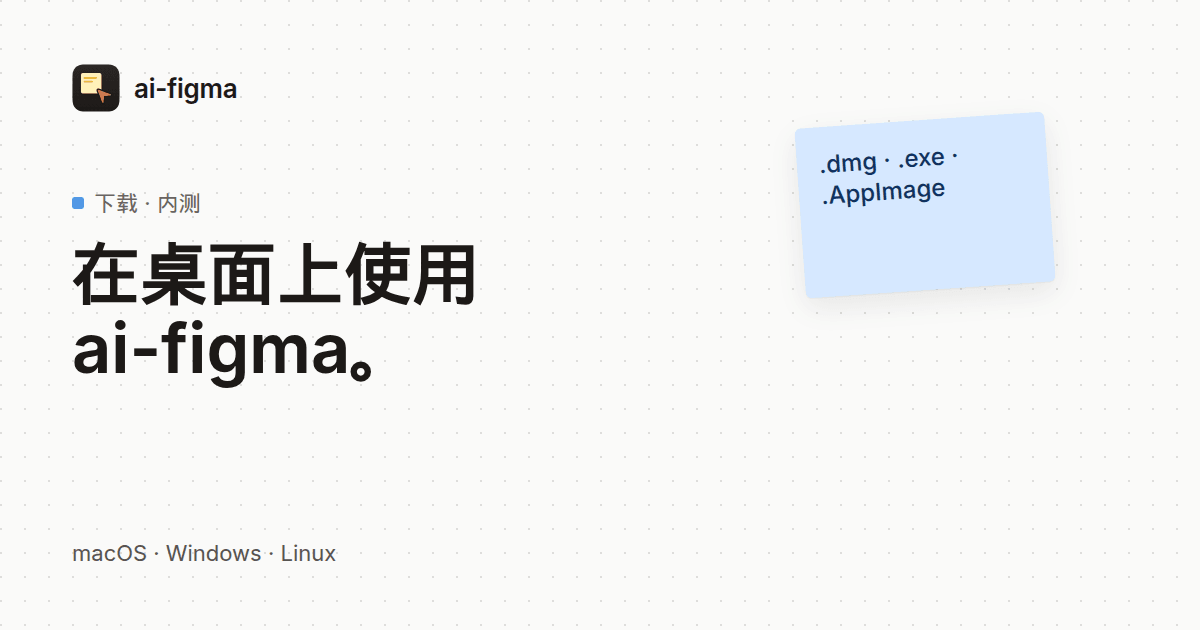 ai-figma
下载 · 内测
在桌面上使用
ai-figma。
.dmg · .exe ·
.AppImage
macOS · Windows · Linux